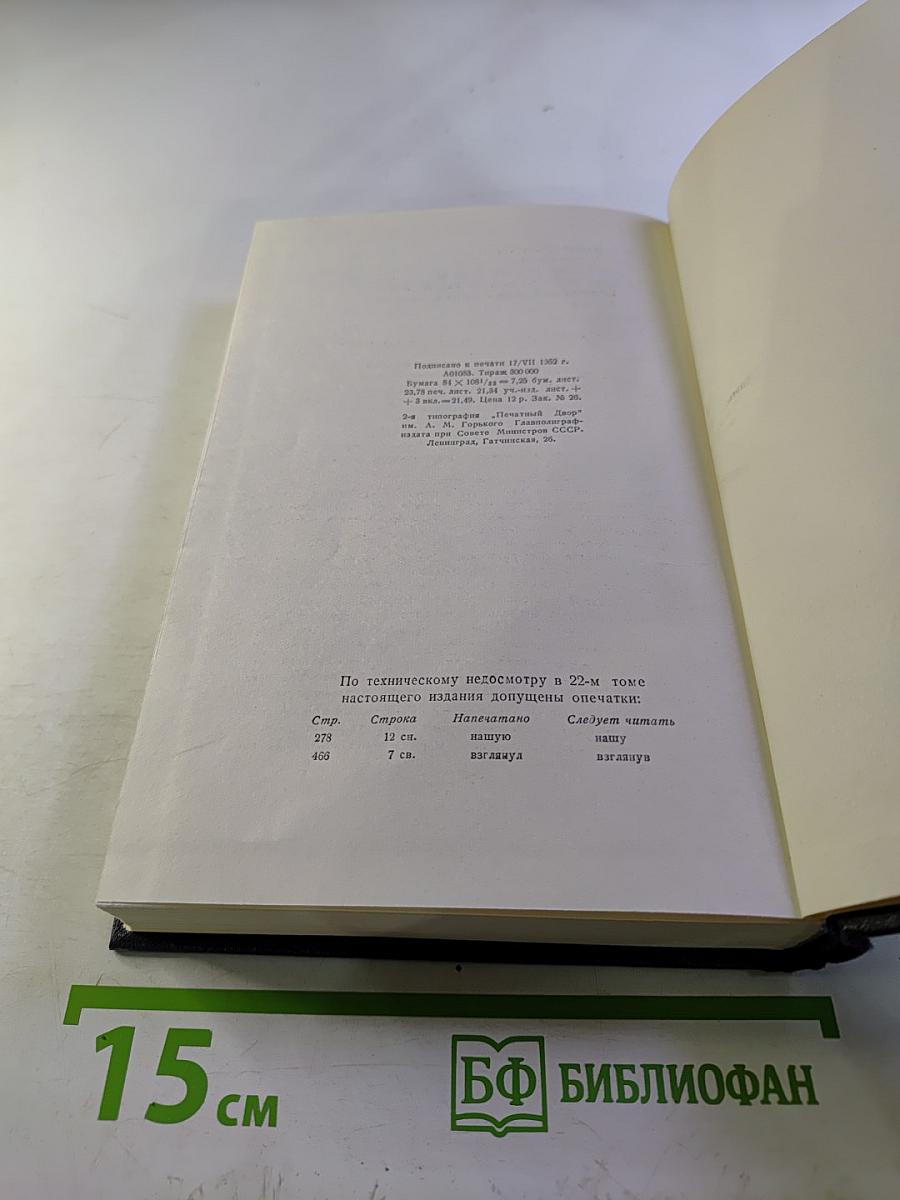 Подписано к печати 17/VII 1952 г.
А01083. Тираж 300 000
Бумага 84 × 108¹/₃₂ = 7,25 бум. лист.
23,78 печ. лист. 21,34 уч.-изд. лист. +
+ 3 вкл. = 21,49. Цена 12 р. Зак. № 26.
2-я типография „Печатный Двор"
им. А. М. Горького Главполиграф-
издата при Совете Министров СССР.
Ленинград, Гатчинская, 26.
По техническому недосмотру в 22-м томе
настоящего издания допущены опечатки:
Стр. Строка Напечатано Следует читать
278 12 сн. нашую нашу
466 7 св. взглянул взглянув
15 см
БФ БИБЛИОФАН